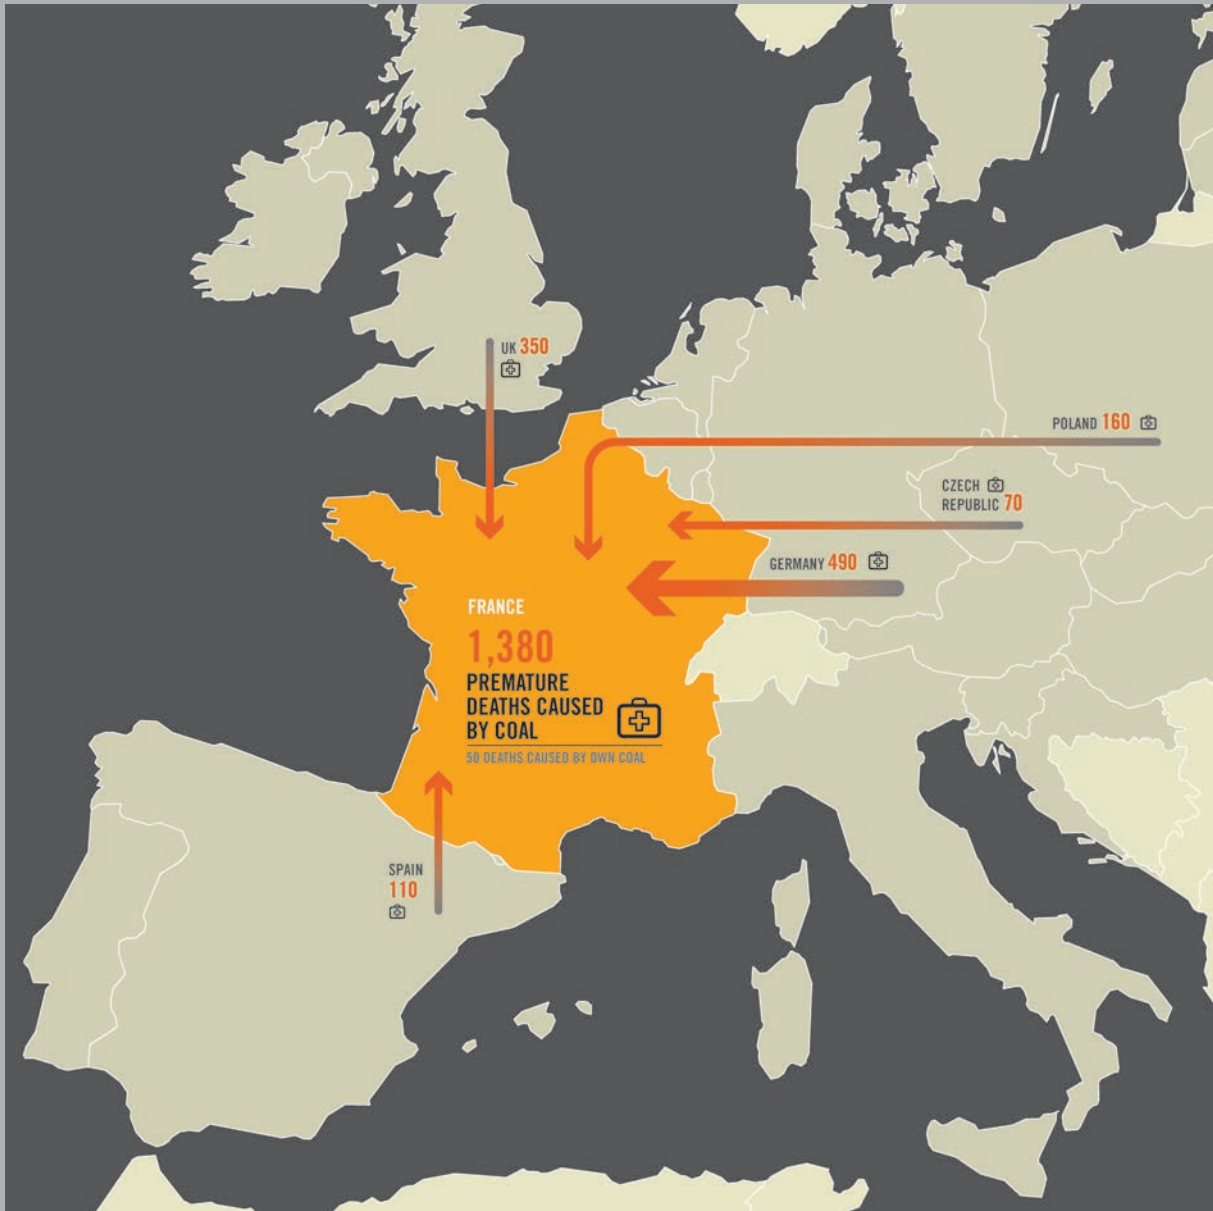 UK 350
POLAND 160
CZECH
REPUBLIC 70
GERMANY 490
FRANCE
1,380
PREMATURE
DEATHS CAUSED
BY COAL
50 DEATHS CAUSED BY OWN COAL
SPAIN
110